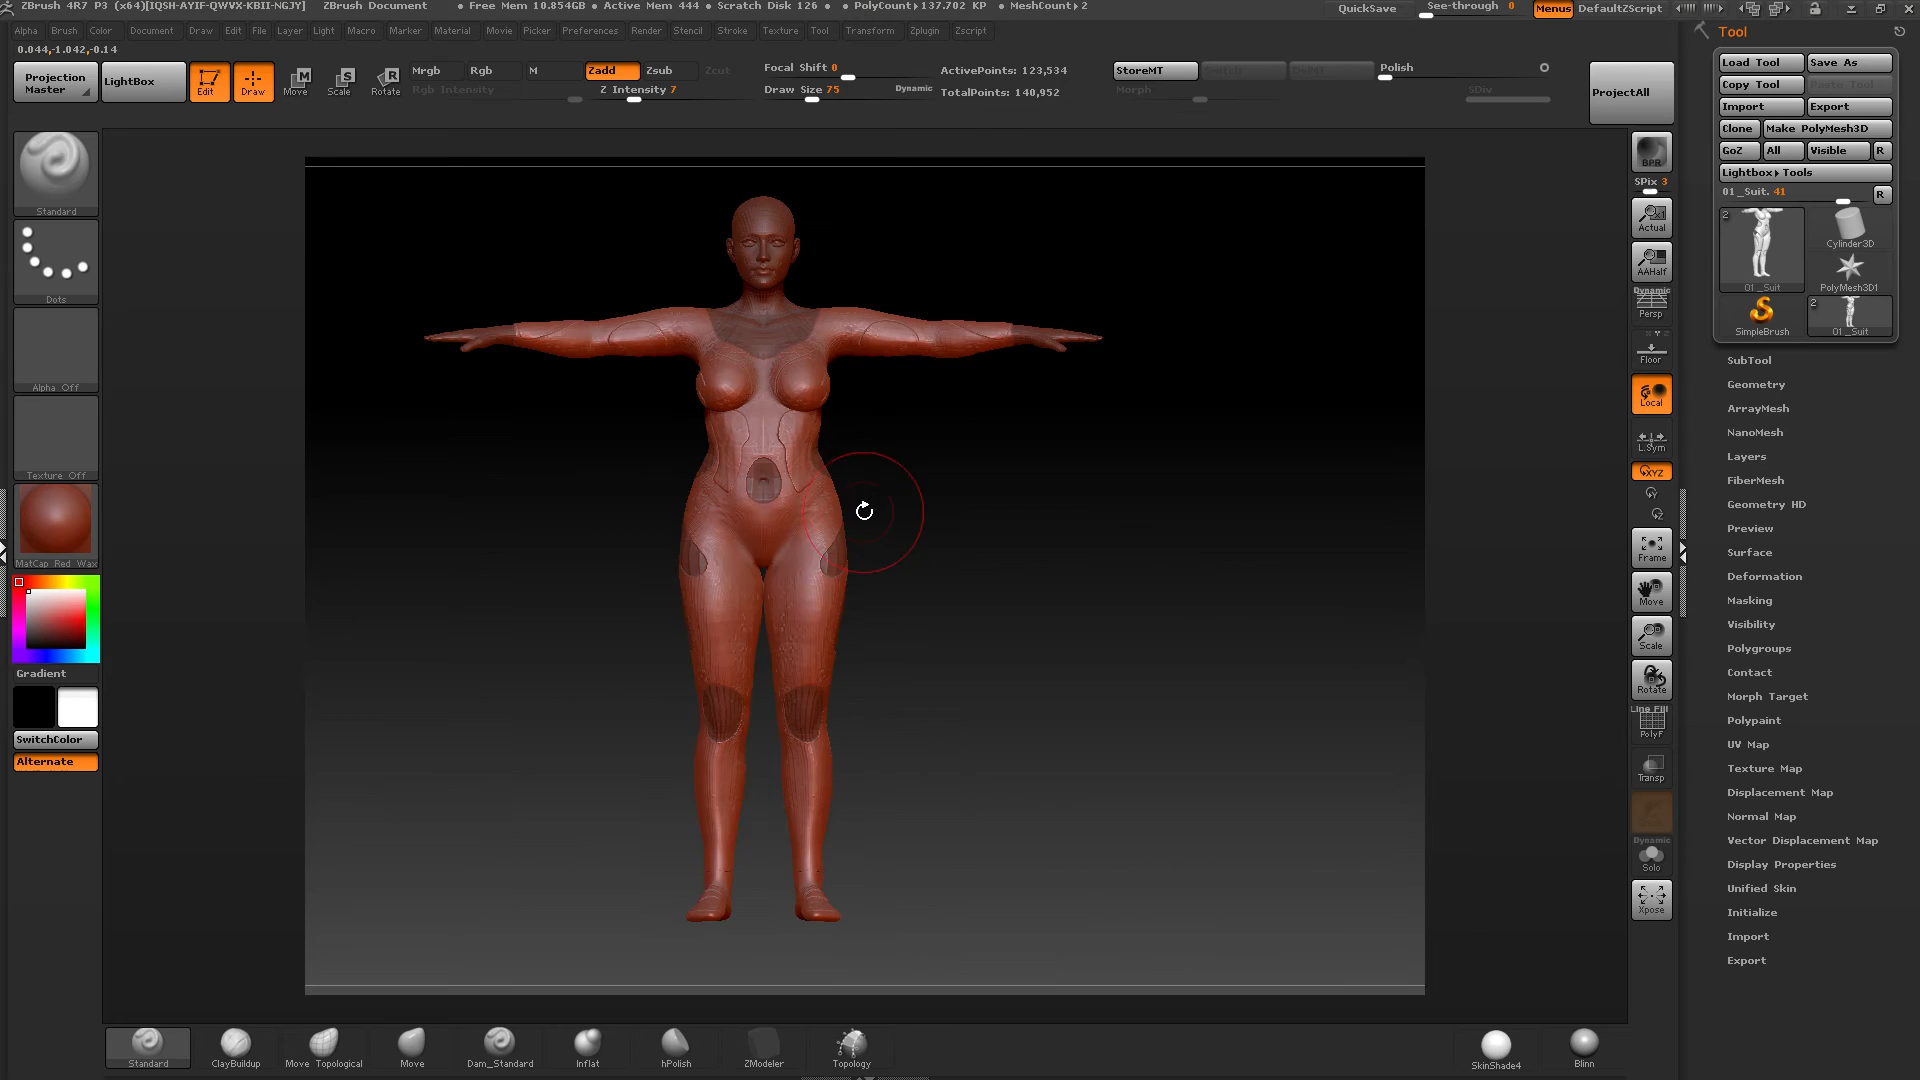 ZBrush 4R7 P3 (x64)[IQSH-AYIF-QWVX-KBII-NGJY] ZBrush Document • Free Mem 10.854GB • Active Mem 444 • Scratch Disk 126 • • PolyCount▸137.702 KP • MeshCount▸2 QuickSave See-through 0 Menus DefaultZScript
Alpha Brush Color Document Draw Edit File Layer Light Macro Marker Material Movie Picker Preferences Render Stencil Stroke Texture Tool Transform Zplugin Zscript
0.044,-1.042,-0.14
Projection Master
LightBox
Edit
Draw
Move
Scale
Rotate
Mrgb Rgb M Zadd Zsub Zcut
Rgb Intensity Z Intensity 7
Focal Shift 0
Draw Size 75 Dynamic
ActivePoints: 123,534
TotalPoints: 140,952
StoreMT
Morph
Polish
SDiv
ProjectAll
Standard
Dots
Alpha Off
Texture Off
MatCap Red Wax
Gradient
SwitchColor
Alternate
BPR
SPix 3
Actual
AAHalf
Dynamic
Persp
Floor
Local
L.Sym
XYZ
Frame
Move
Scale
Rotate
Line Fill
PolyF
Transp
Dynamic
Solo
Xpose
Tool
Load Tool Save As
Copy Tool Paste Tool
Import Export
Clone Make PolyMesh3D
GoZ All Visible R
Lightbox▸Tools
01_Suit. 41 R
2
01_Suit
Cylinder3D
PolyMesh3D1
SimpleBrush
2
01_Suit
SubTool
Geometry
ArrayMesh
NanoMesh
Layers
FiberMesh
Geometry HD
Preview
Surface
Deformation
Masking
Visibility
Polygroups
Contact
Morph Target
Polypaint
UV Map
Texture Map
Displacement Map
Normal Map
Vector Displacement Map
Display Properties
Unified Skin
Initialize
Import
Export
Standard ClayBuildup Move Topological Move Dam_Standard Inflat hPolish ZModeler Topology SkinShade4 Blinn